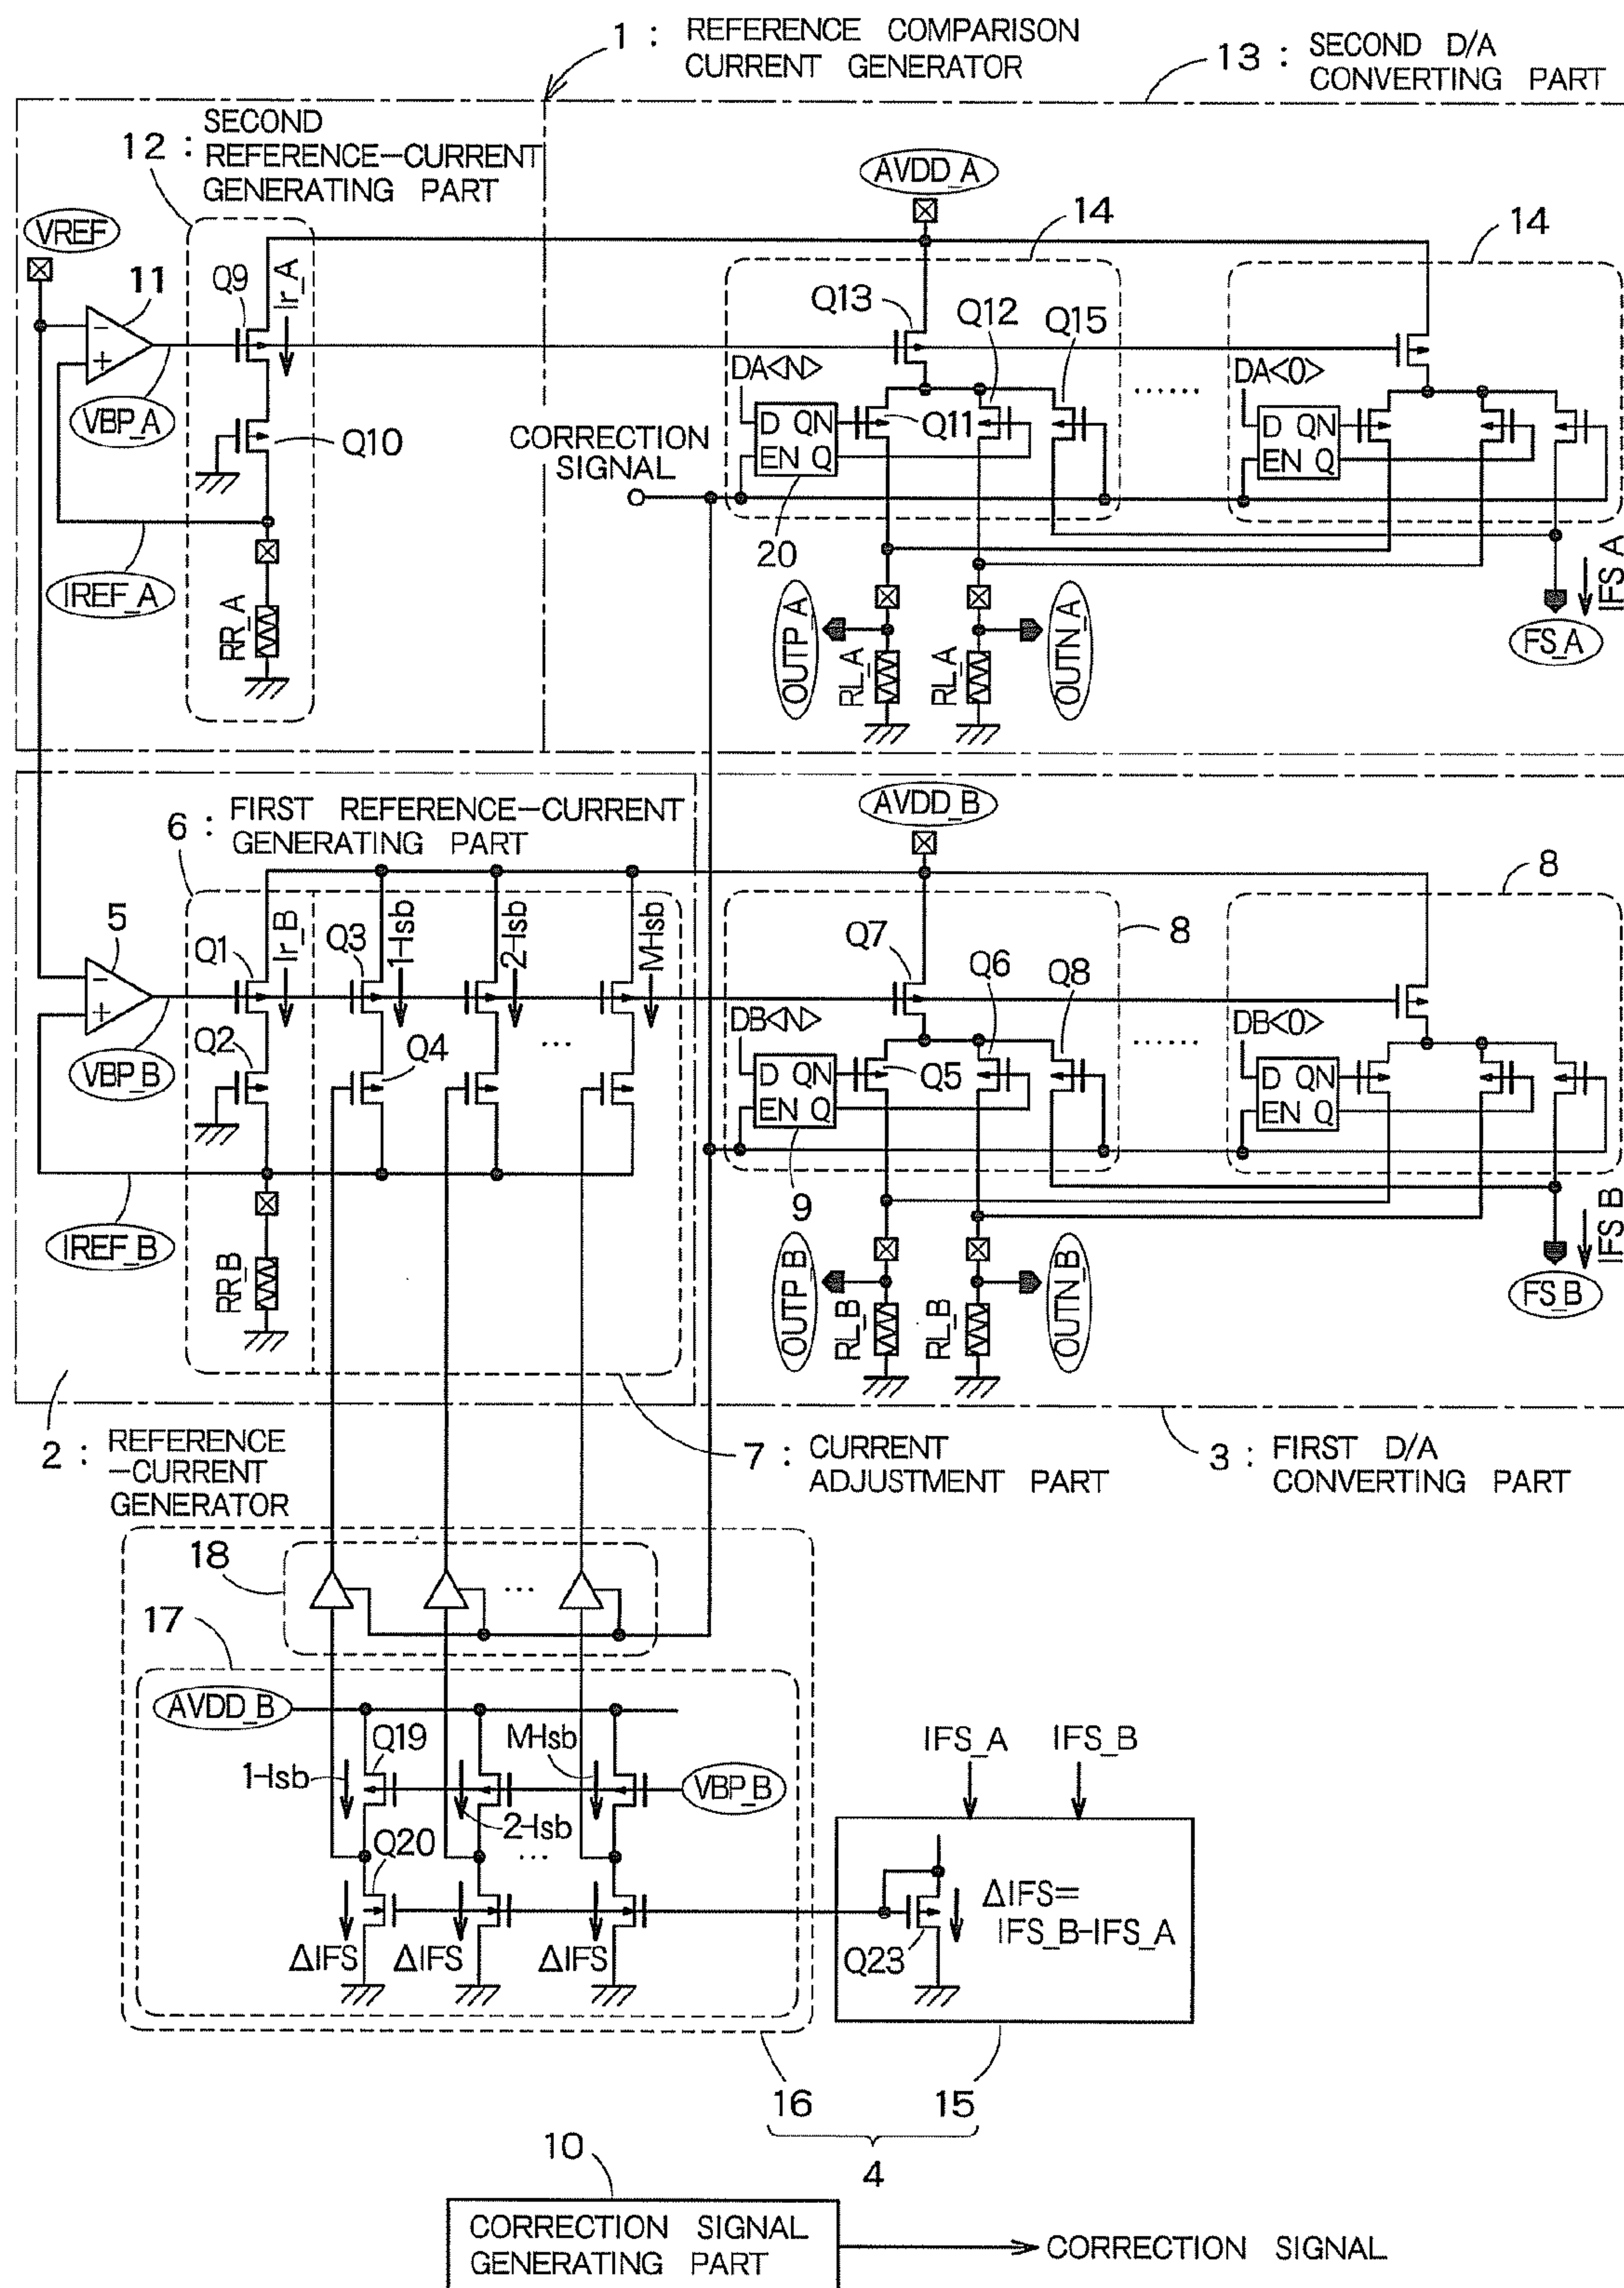 1 : REFERENCE COMPARISON
CURRENT GENERATOR
13 : SECOND D/A
CONVERTING PART
12 : SECOND
REFERENCE-CURRENT
GENERATING PART
AVDD_A
14
14
VREF
11
Q9
Ir_A
Q13
Q12
Q15
-
+
VBP_A
Q10
DA<N>
D QN
EN Q
Q11
......
DA<0>
D QN
EN Q
CORRECTION
SIGNAL
20
IREF_A
RR_A
OUTP_A
RL_A
RL_A
OUTN_A
IFS_A
FS_A
6 : FIRST REFERENCE-CURRENT
GENERATING PART
AVDD_B
8
8
5
Q1
Ir_B
Q3
1-Isb
2-Isb
M-Isb
Q7
Q6
Q8
-
+
VBP_B
Q2
Q4
...
DB<N>
D QN
EN Q
Q5
......
DB<0>
D QN
EN Q
9
IREF_B
RR_B
OUTP_B
RL_B
RL_B
OUTN_B
IFS_B
FS_B
2 : REFERENCE
-CURRENT
GENERATOR
7 : CURRENT
ADJUSTMENT PART
3 : FIRST D/A
CONVERTING PART
18
...
17
AVDD_B
Q19
M-Isb
1-Isb
2-Isb
VBP_B
Q20
...
ΔIFS
ΔIFS
ΔIFS
IFS_A
IFS_B
ΔIFS=
IFS_B-IFS_A
Q23
16
15
4
10
CORRECTION SIGNAL
GENERATING PART
CORRECTION SIGNAL